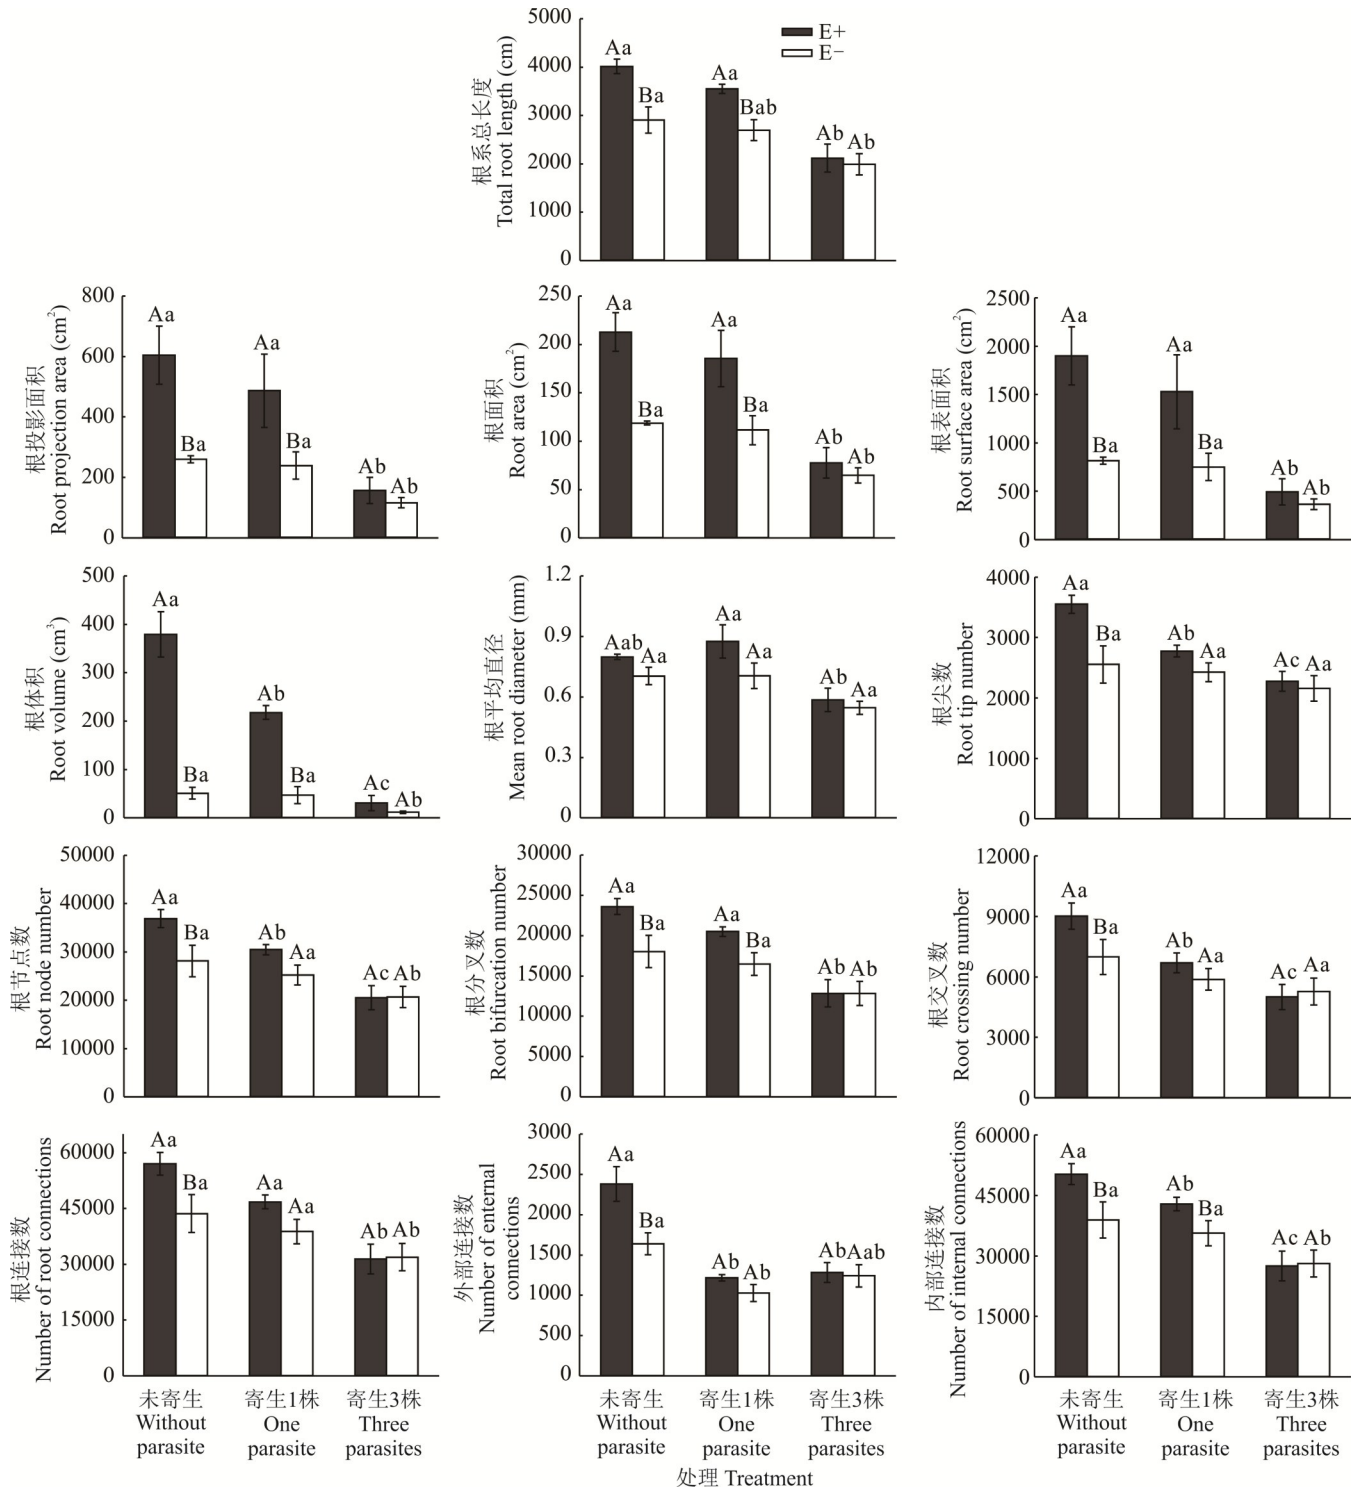 根系总长度
Total root length (cm)
5000
4000
3000
2000
1000
0
E+
E−
Aa
Ba
Aa
Bab
Ab
Ab
根投影面积
Root projection area (cm²)
800
600
400
200
0
Aa
Ba
Aa
Ba
Ab
Ab
根面积
Root area (cm²)
250
200
150
100
50
0
Aa
Ba
Aa
Ba
Ab
Ab
根表面积
Root surface area (cm²)
2500
2000
1500
1000
500
0
Aa
Ba
Aa
Ba
Ab
Ab
根体积
Root volume (cm³)
500
400
300
200
100
0
Aa
Ba
Ab
Ba
Ac
Ab
根平均直径
Mean root diameter (mm)
1.2
0.9
0.6
0.3
0
Aab
Aa
Aa
Aa
Ab
Aa
根尖数
Root tip number
4000
3000
2000
1000
0
Aa
Ba
Ab
Aa
Ac
Aa
根节点数
Root node number
50000
40000
30000
20000
10000
0
Aa
Ba
Ab
Aa
Ac
Ab
根分叉数
Root bifurcation number
30000
25000
20000
15000
10000
5000
0
Aa
Ba
Aa
Ba
Ab
Ab
根交叉数
Root crossing number
12000
9000
6000
3000
0
Aa
Ba
Ab
Aa
Ac
Aa
根连接数
Number of root connections
60000
45000
30000
15000
0
Aa
Ba
Aa
Aa
Ab
Ab
外部连接数
Number of enternal
connections
3000
2500
2000
1500
1000
500
0
Aa
Ba
Ab
Ab
Ab
Aab
内部连接数
Number of internal connections
60000
45000
30000
15000
0
Aa
Ba
Ab
Ba
Ac
Ab
未寄生 寄生1株 寄生3株
Without One Three
parasite parasite parasites
未寄生 寄生1株 寄生3株
Without One Three
parasite parasite parasites
未寄生 寄生1株 寄生3株
Without One Three
parasite parasite parasites
处理 Treatment